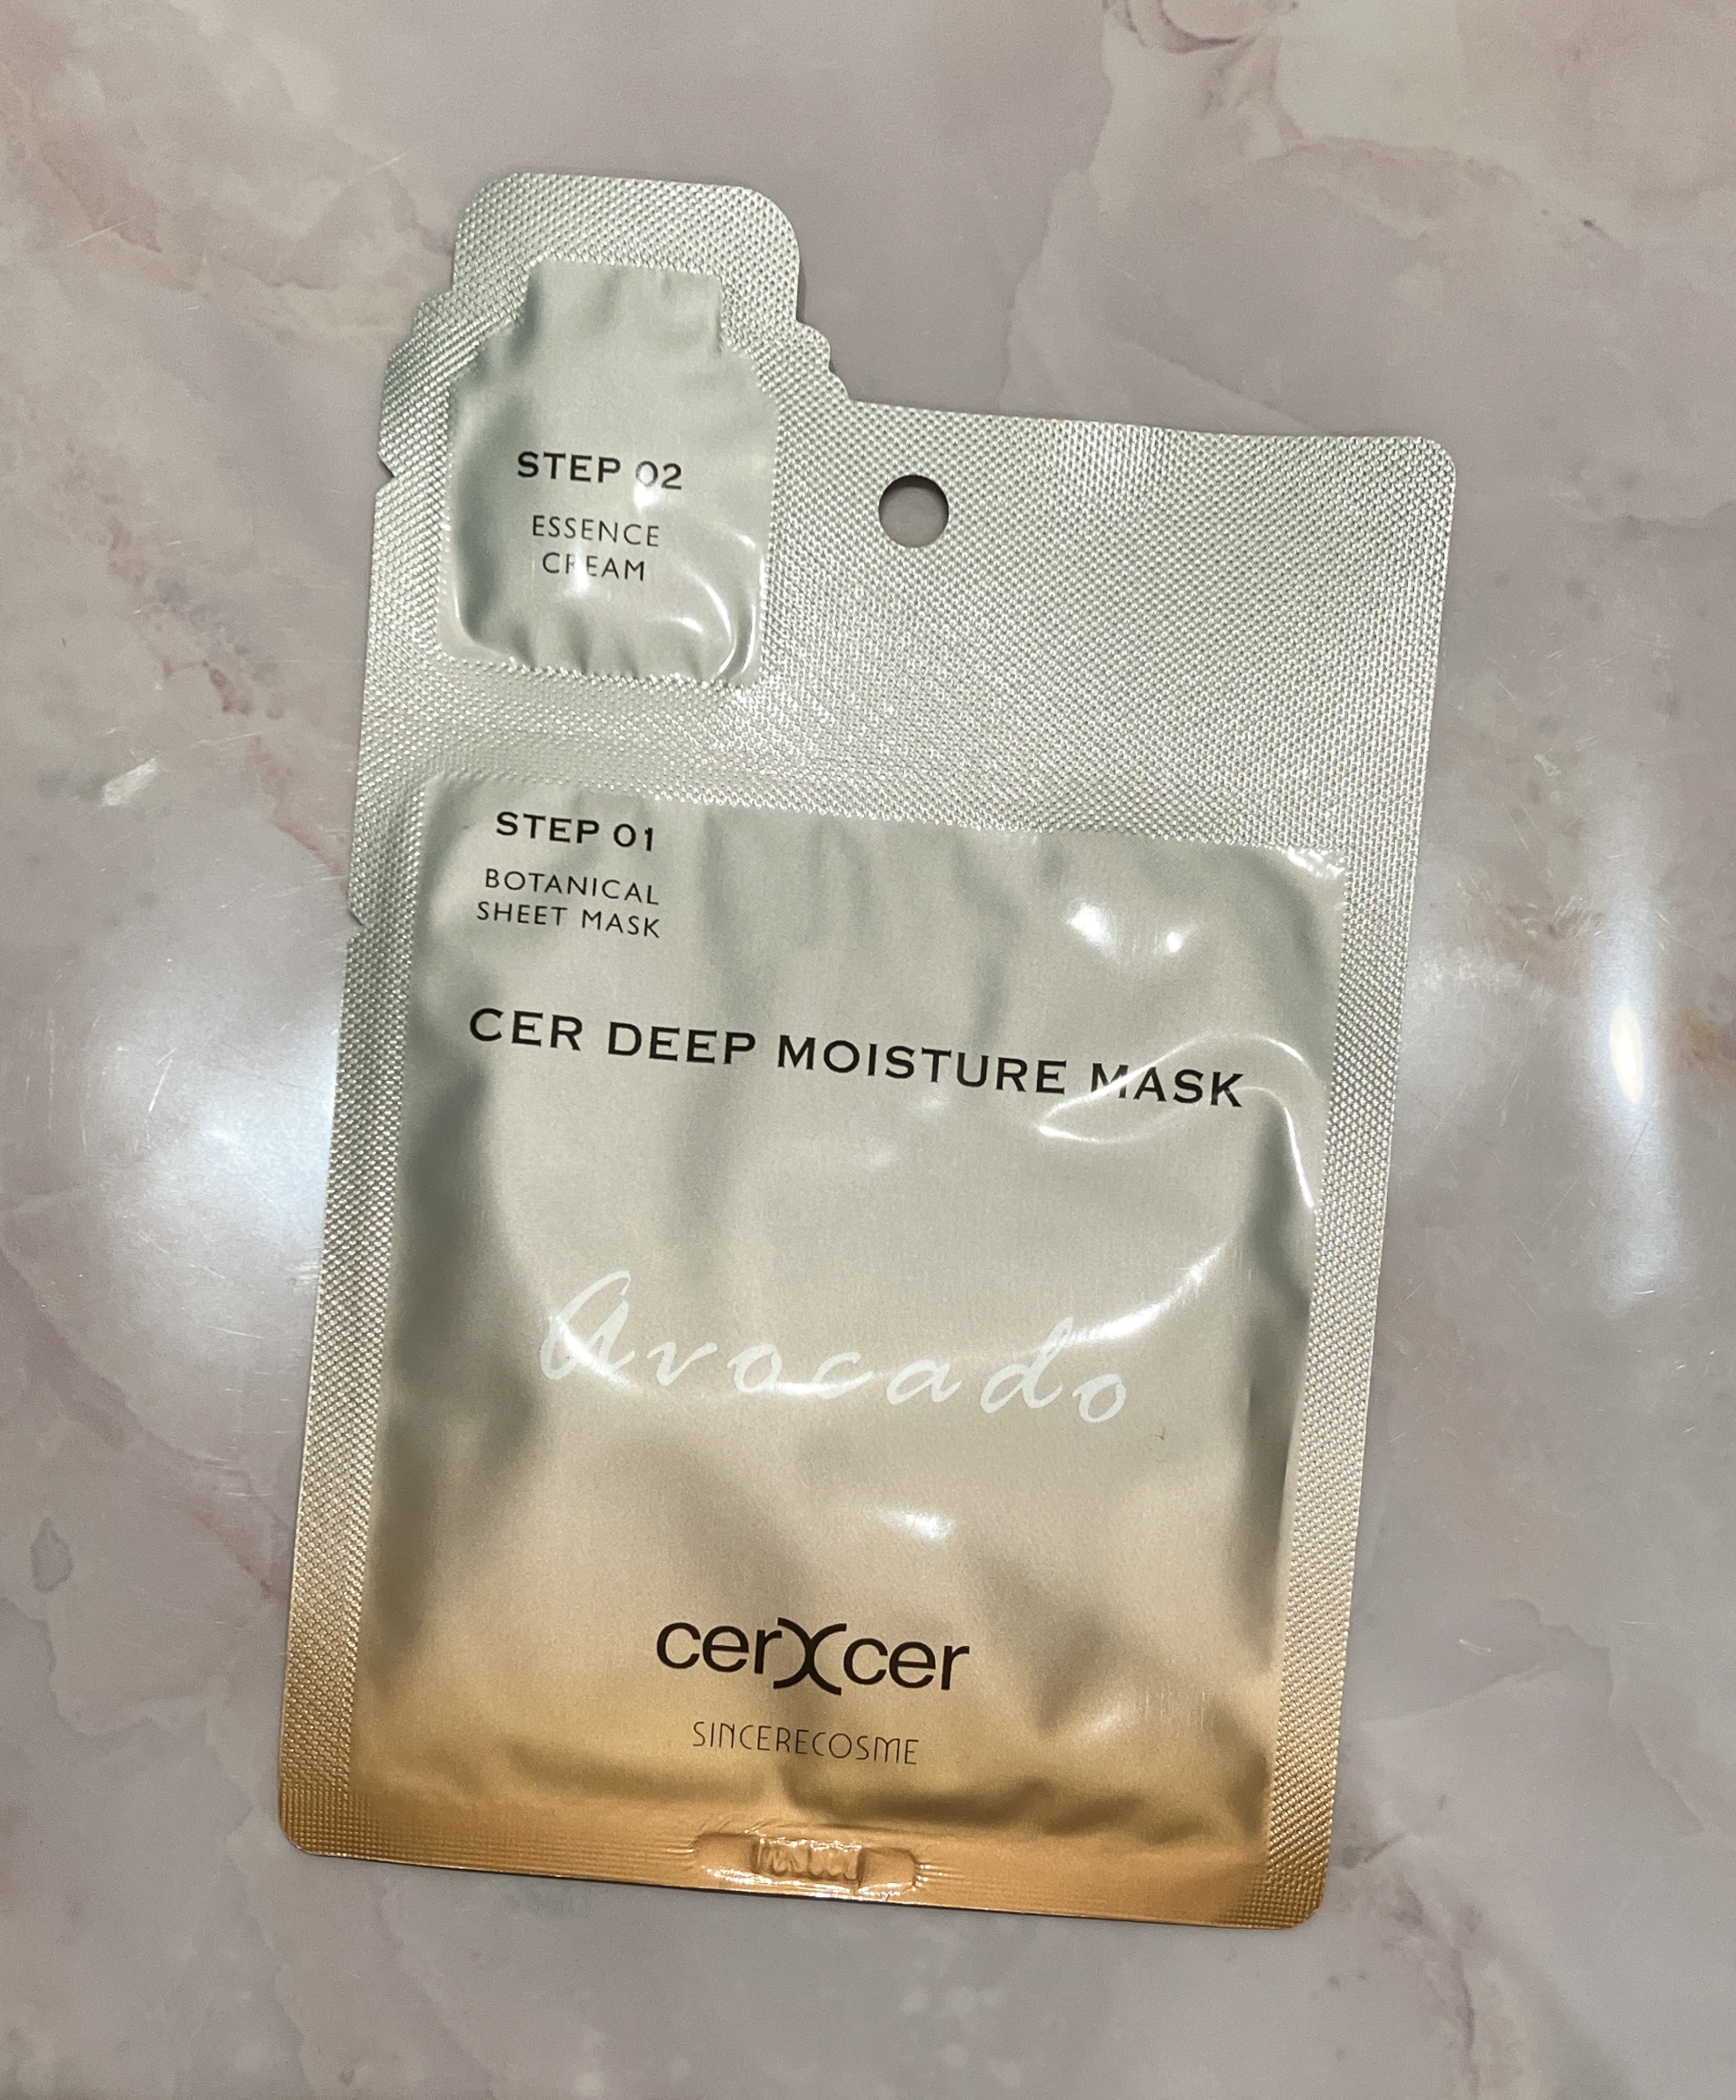 STEP 02
ESSENCE
CREAM
STEP 01
BOTANICAL
SHEET MASK
CER DEEP MOISTURE MASK
Avocado
cerXcer
SINCERECOSME